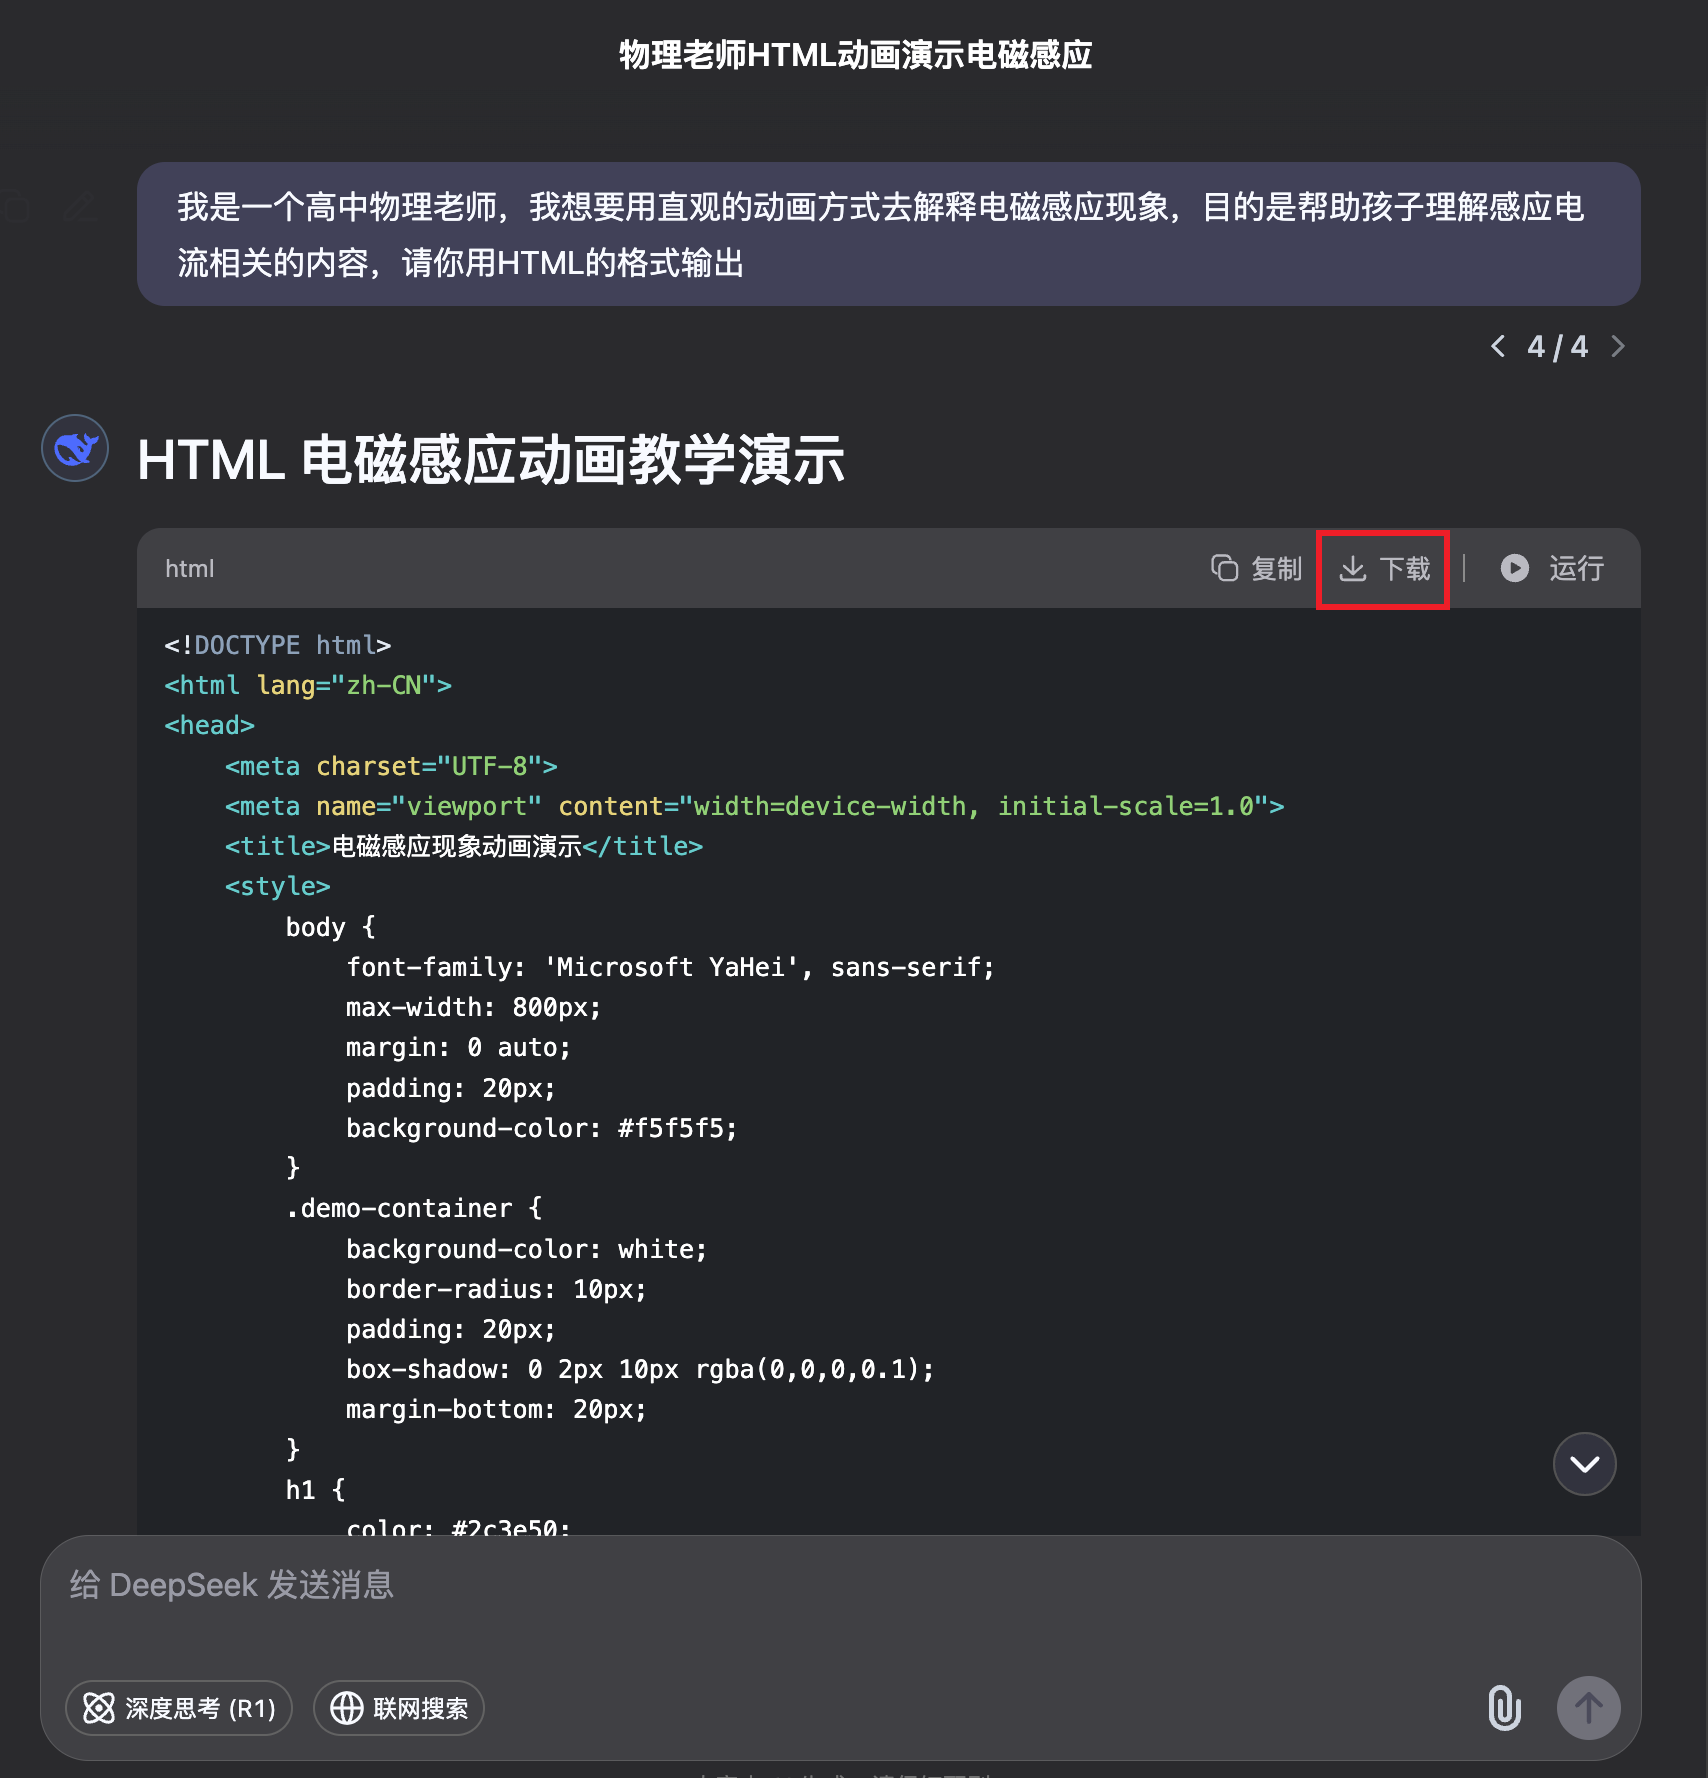 物理老师HTML动画演示电磁感应
我是一个高中物理老师，我想要用直观的动画方式去解释电磁感应现象，目的是帮助孩子理解感应电
流相关的内容，请你用HTML的格式输出
4 / 4
HTML 电磁感应动画教学演示
html 复制 下载 运行
<!DOCTYPE html>
<html lang="zh-CN">
<head>
    <meta charset="UTF-8">
    <meta name="viewport" content="width=device-width, initial-scale=1.0">
    <title>电磁感应现象动画演示</title>
    <style>
        body {
            font-family: 'Microsoft YaHei', sans-serif;
            max-width: 800px;
            margin: 0 auto;
            padding: 20px;
            background-color: #f5f5f5;
        }
        .demo-container {
            background-color: white;
            border-radius: 10px;
            padding: 20px;
            box-shadow: 0 2px 10px rgba(0,0,0,0.1);
            margin-bottom: 20px;
        }
        h1 {
            color: #2c3e50;
给 DeepSeek 发送消息
深度思考 (R1) 联网搜索